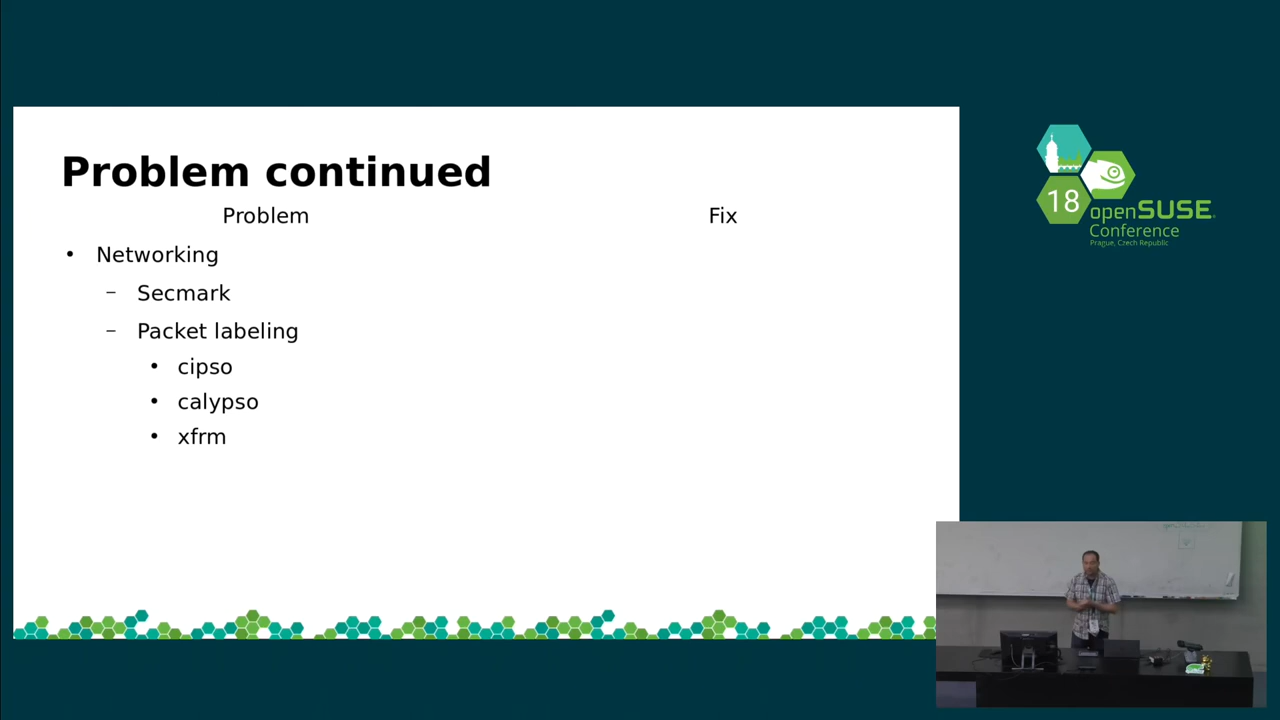 Problem continued
Problem
Fix
• Networking
– Secmark
– Packet labeling
• cipso
• calypso
• xfrm
18
openSUSE
Conference
Prague, Czech Republic